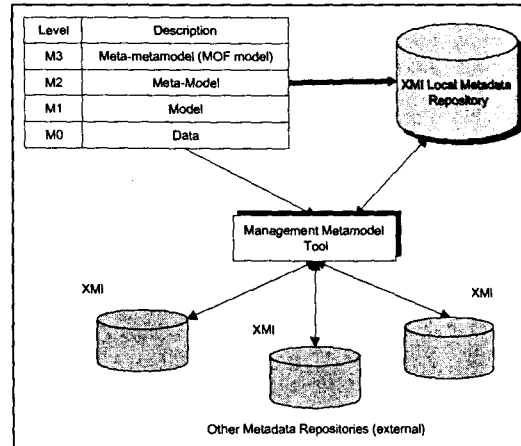 Level Description
M3 Meta-metamodel (MOF model)
M2 Meta-Model
M1 Model
M0 Data
XMI Local Metadata
Repository
Management Metamodel
Tool
XMI
XMI
XMI
Other Metadata Repositories (external)